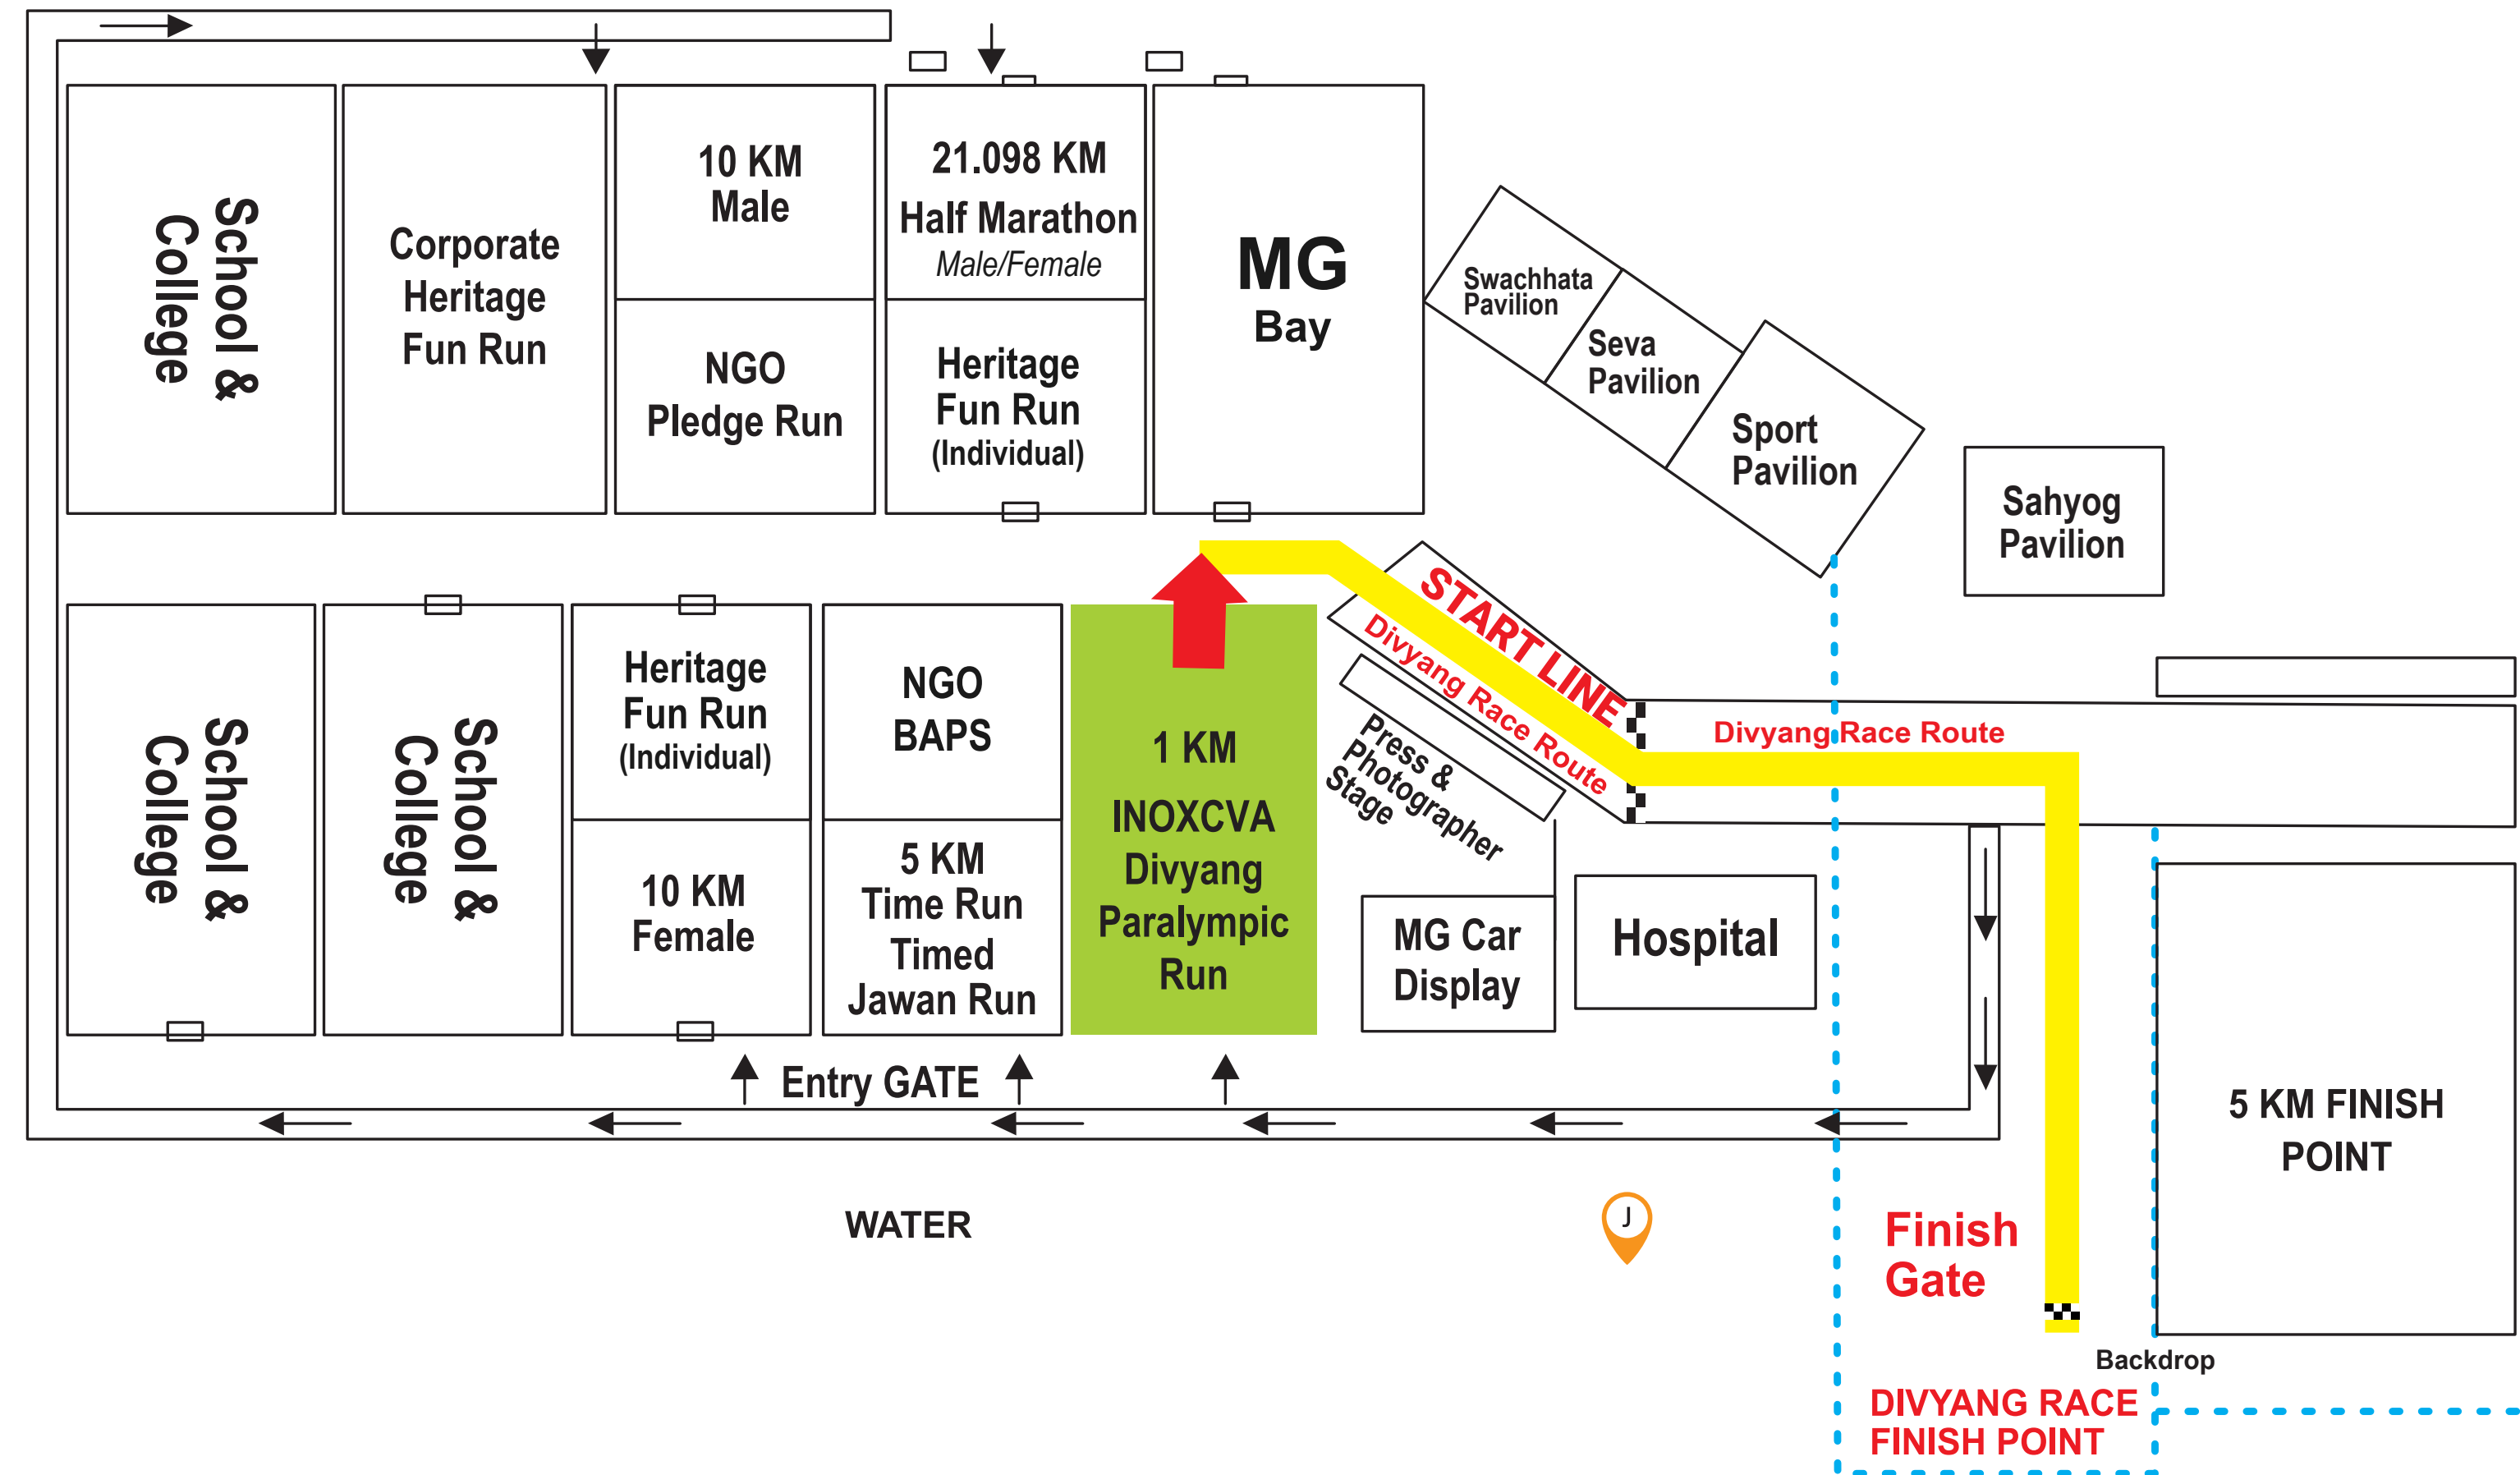 School &
College
Corporate
Heritage
Fun Run
10 KM
Male
NGO
Pledge Run
21.098 KM
Half Marathon
Male/Female
Heritage
Fun Run
(Individual)
MG
Bay
Swachhata
Pavilion
Seva
Pavilion
Sport
Pavilion
Sahyog
Pavilion
School &
College
School &
College
Heritage
Fun Run
(Individual)
10 KM
Female
NGO
BAPS
5 KM
Time Run
Timed
Jawan Run
1 KM
INOXCVA
Divyang
Paralympic
Run
START LINE
Divyang Race Route
Press &
Photographer
Stage
Divyang Race Route
MG Car
Display
Hospital
5 KM FINISH
POINT
Entry GATE
WATER
J
Finish
Gate
Backdrop
DIVYANG RACE
FINISH POINT